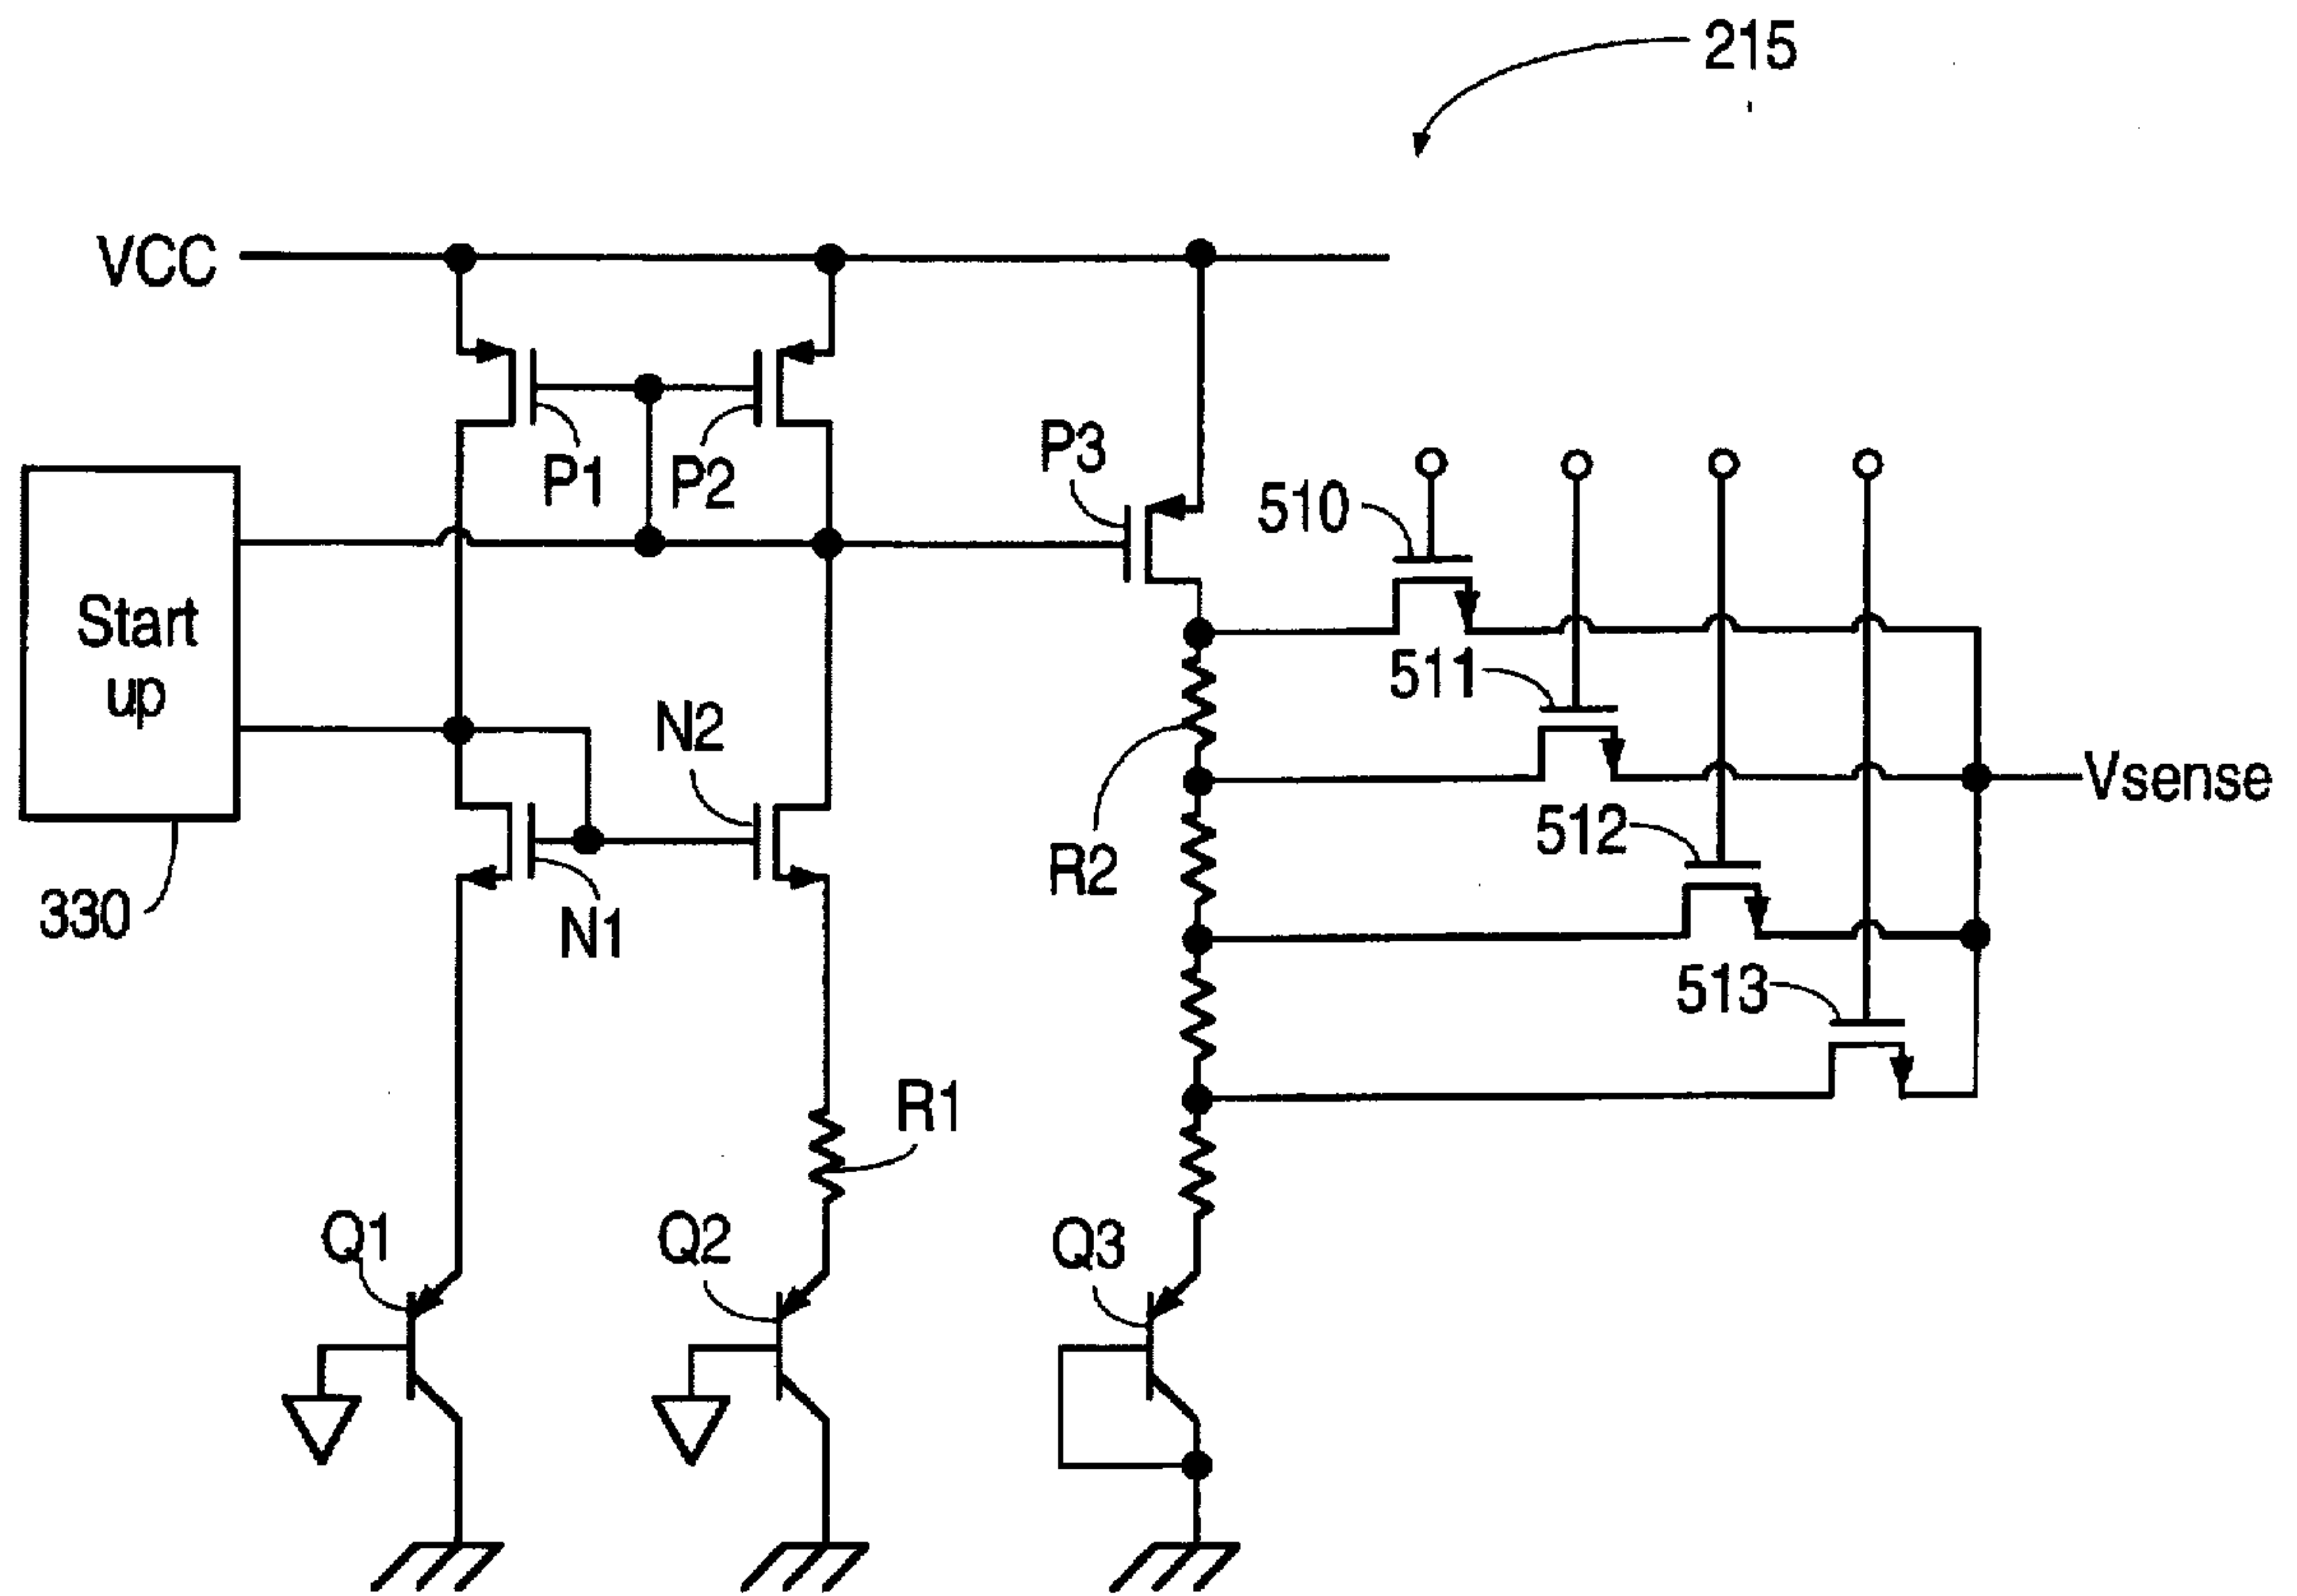 215
VCC
P1
P2
P3
510
Start
up
511
N2
Vsense
512
R2
330
N1
513
R1
Q1
Q2
Q3